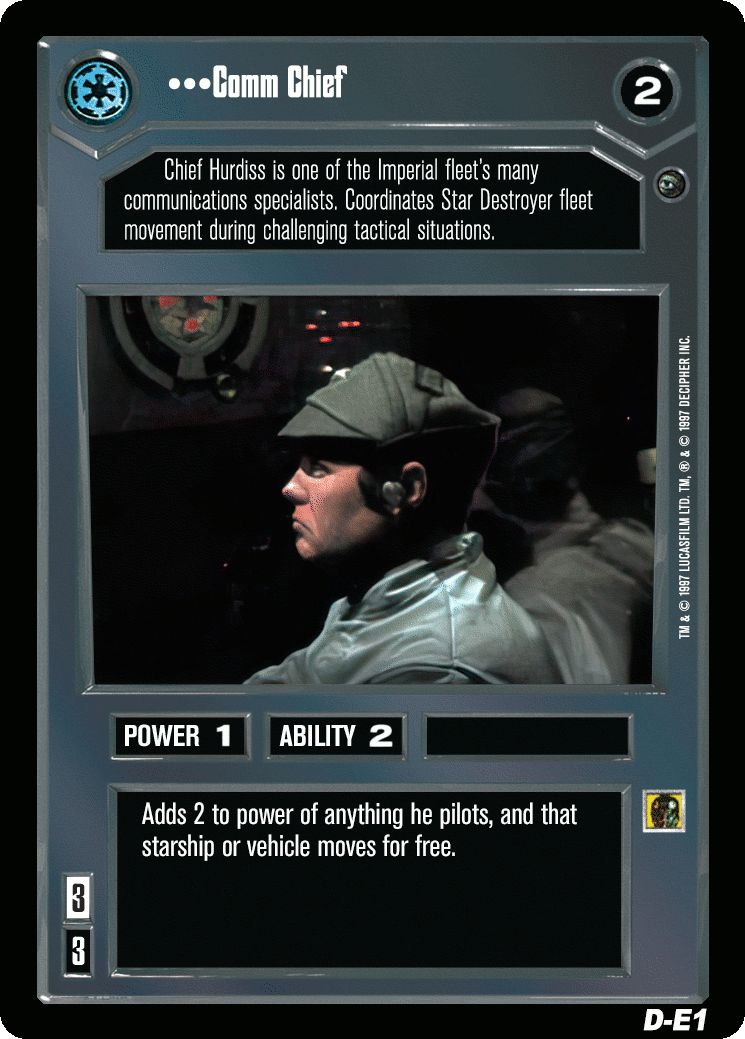 •••Comm Chief
2
Chief Hurdiss is one of the Imperial fleet's many
communications specialists. Coordinates Star Destroyer fleet
movement during challenging tactical situations.
TM & © 1997 LUCASFILM LTD. TM, ® & © 1997 DECIPHER INC.
POWER 1
ABILITY 2
Adds 2 to power of anything he pilots, and that
starship or vehicle moves for free.
3
3
D-E1